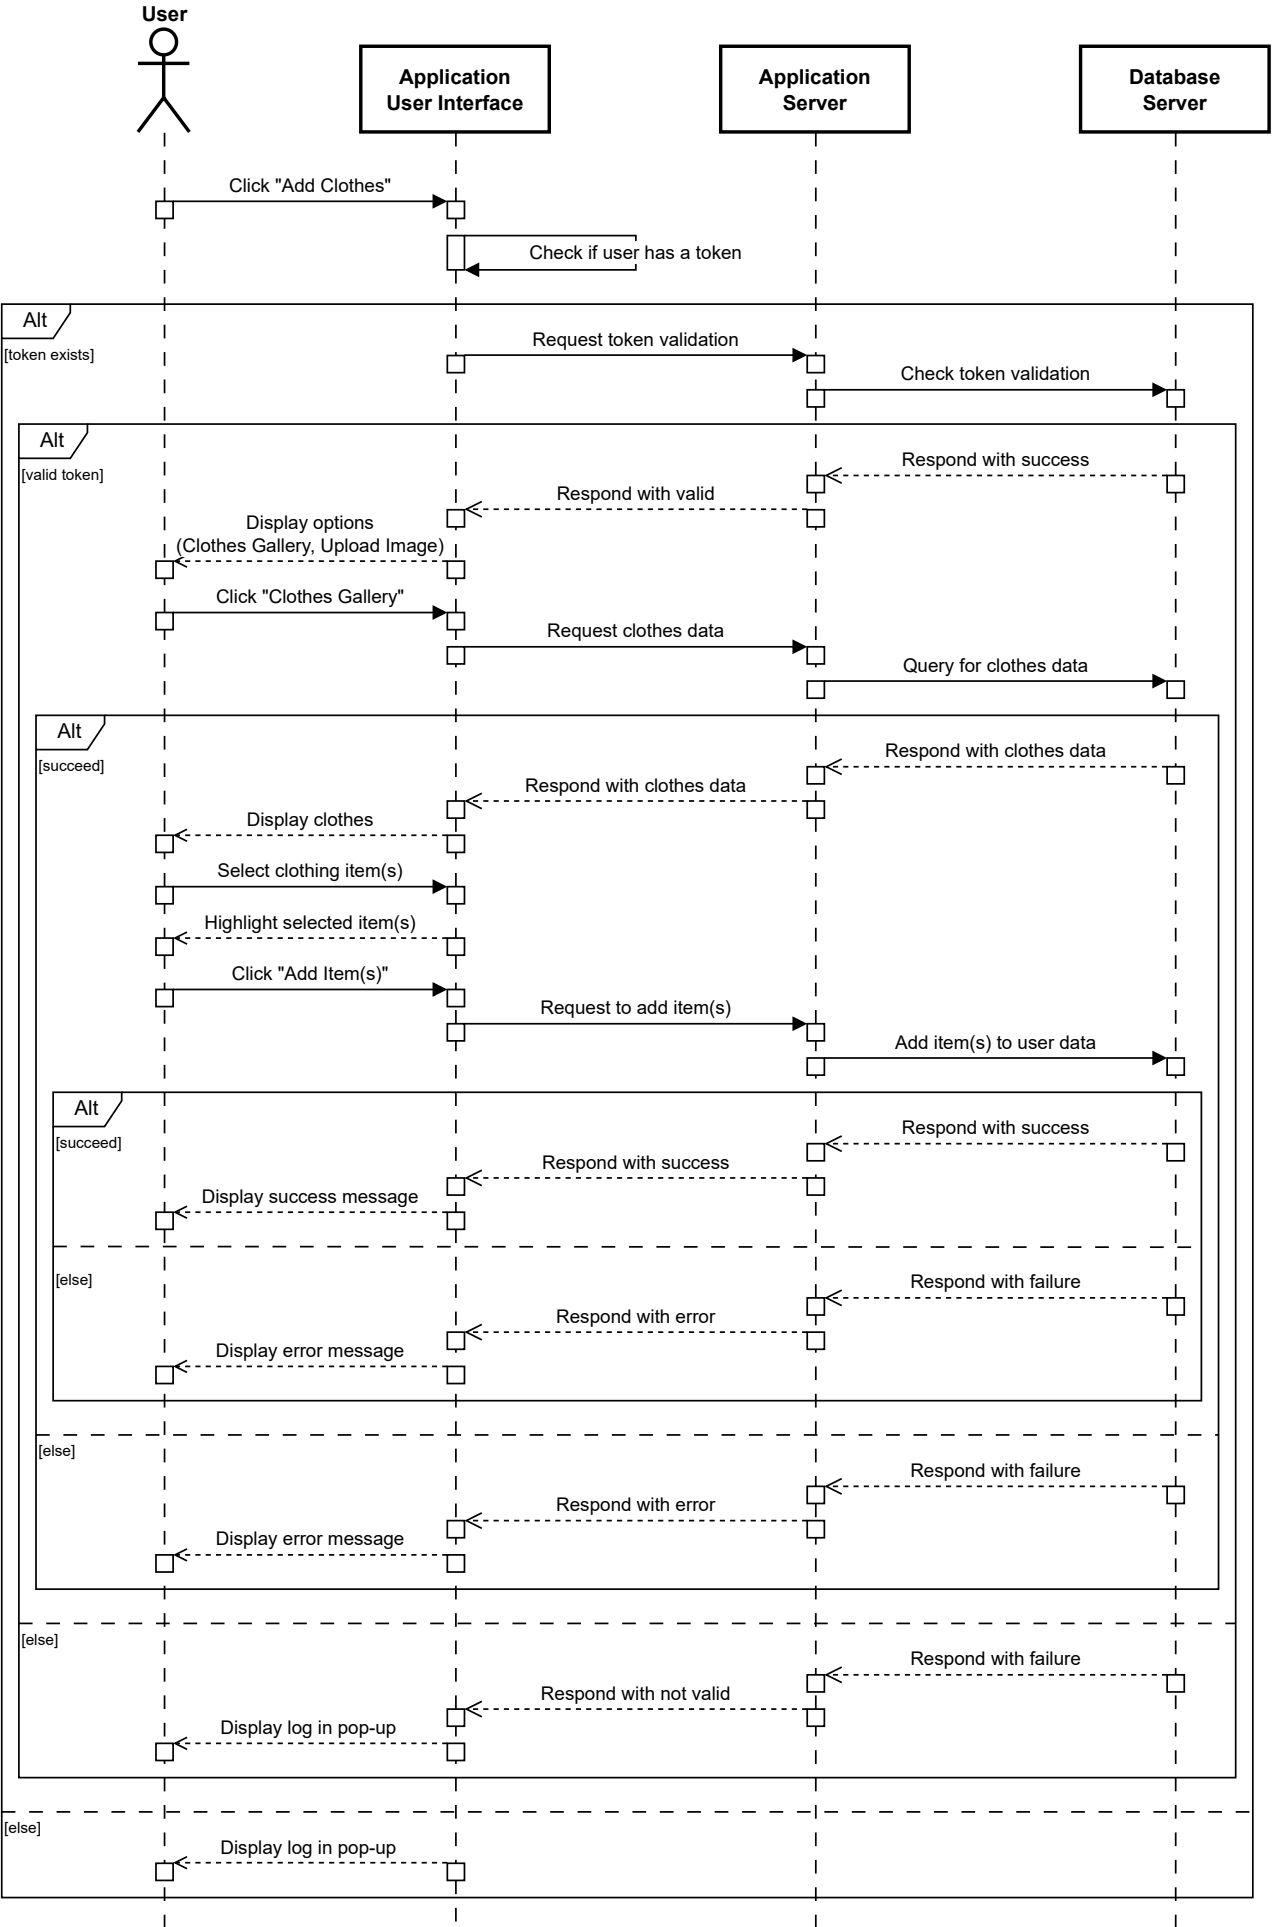 User
Application
User Interface
Application
Server
Database
Server
Click "Add Clothes"
Check if user has a token
Alt
[token exists]
Request token validation
Check token validation
Alt
[valid token]
Respond with success
Respond with valid
Display options
(Clothes Gallery, Upload Image)
Click "Clothes Gallery"
Request clothes data
Query for clothes data
Alt
[succeed]
Respond with clothes data
Respond with clothes data
Display clothes
Select clothing item(s)
Highlight selected item(s)
Click "Add Item(s)"
Request to add item(s)
Add item(s) to user data
Alt
[succeed]
Respond with success
Respond with success
Display success message
[else]
Respond with failure
Respond with error
Display error message
[else]
Respond with failure
Respond with error
Display error message
[else]
Respond with failure
Respond with not valid
Display log in pop-up
[else]
Display log in pop-up